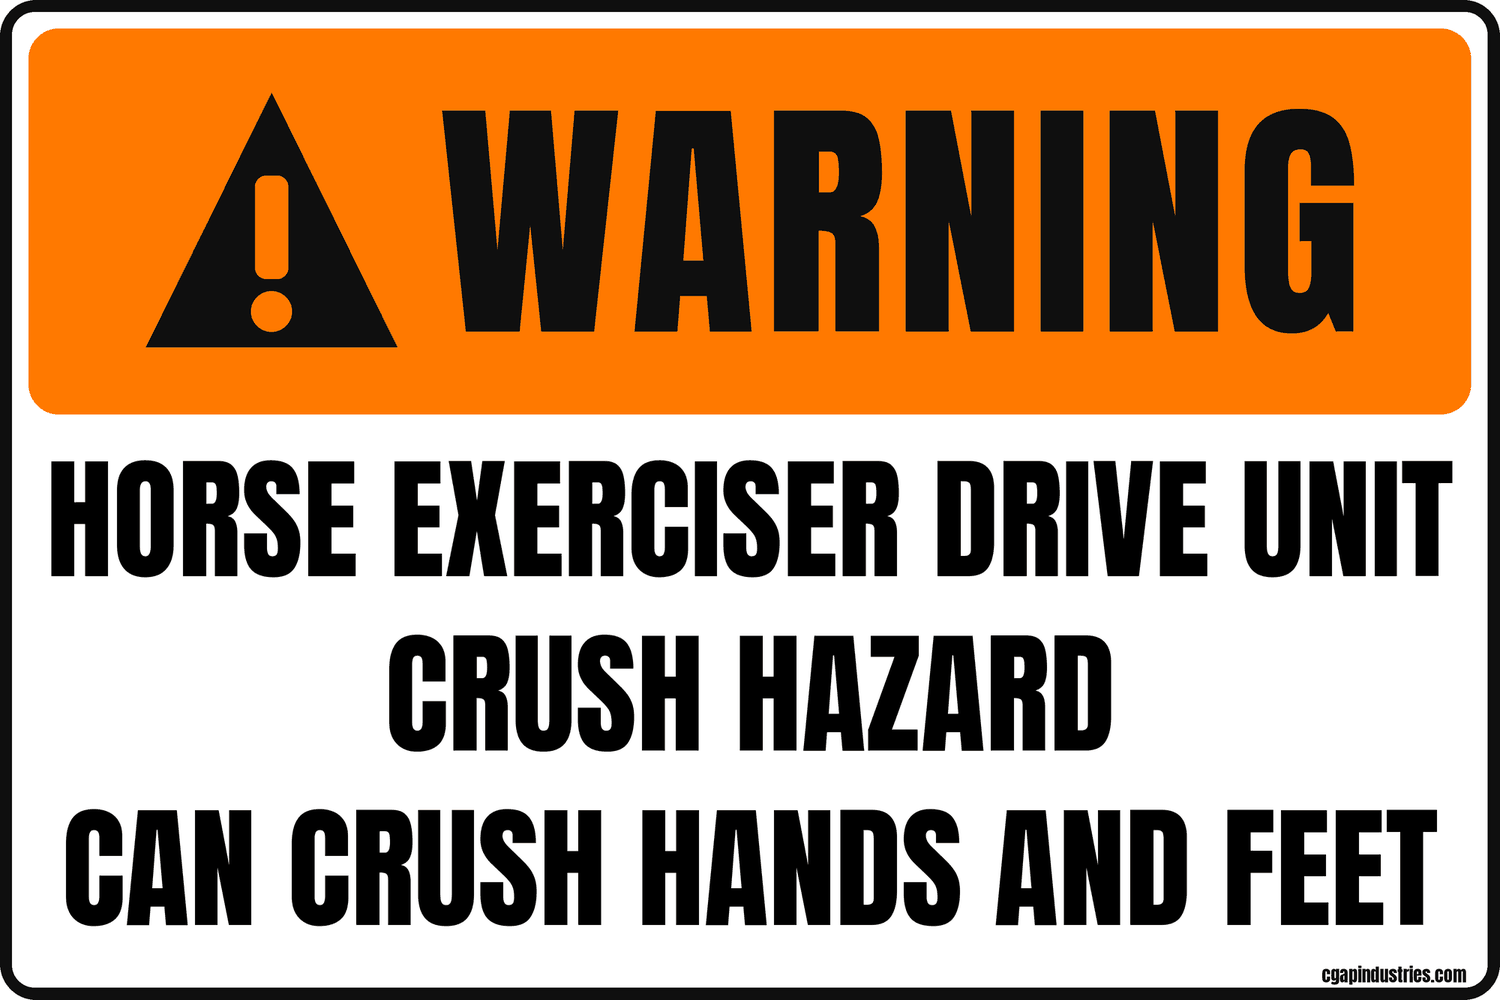 WARNING
HORSE EXERCISER DRIVE UNIT
CRUSH HAZARD
CAN CRUSH HANDS AND FEET
cgapindustries.com